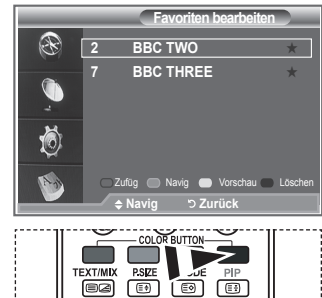 Favoriten bearbeiten
2 BBC TWO ★
7 BBC THREE ★
Zufüg Navig Vorschau Löschen
Navig Zurück
COLOR BUTTON
TEXT/MIX P.SIZE PIP